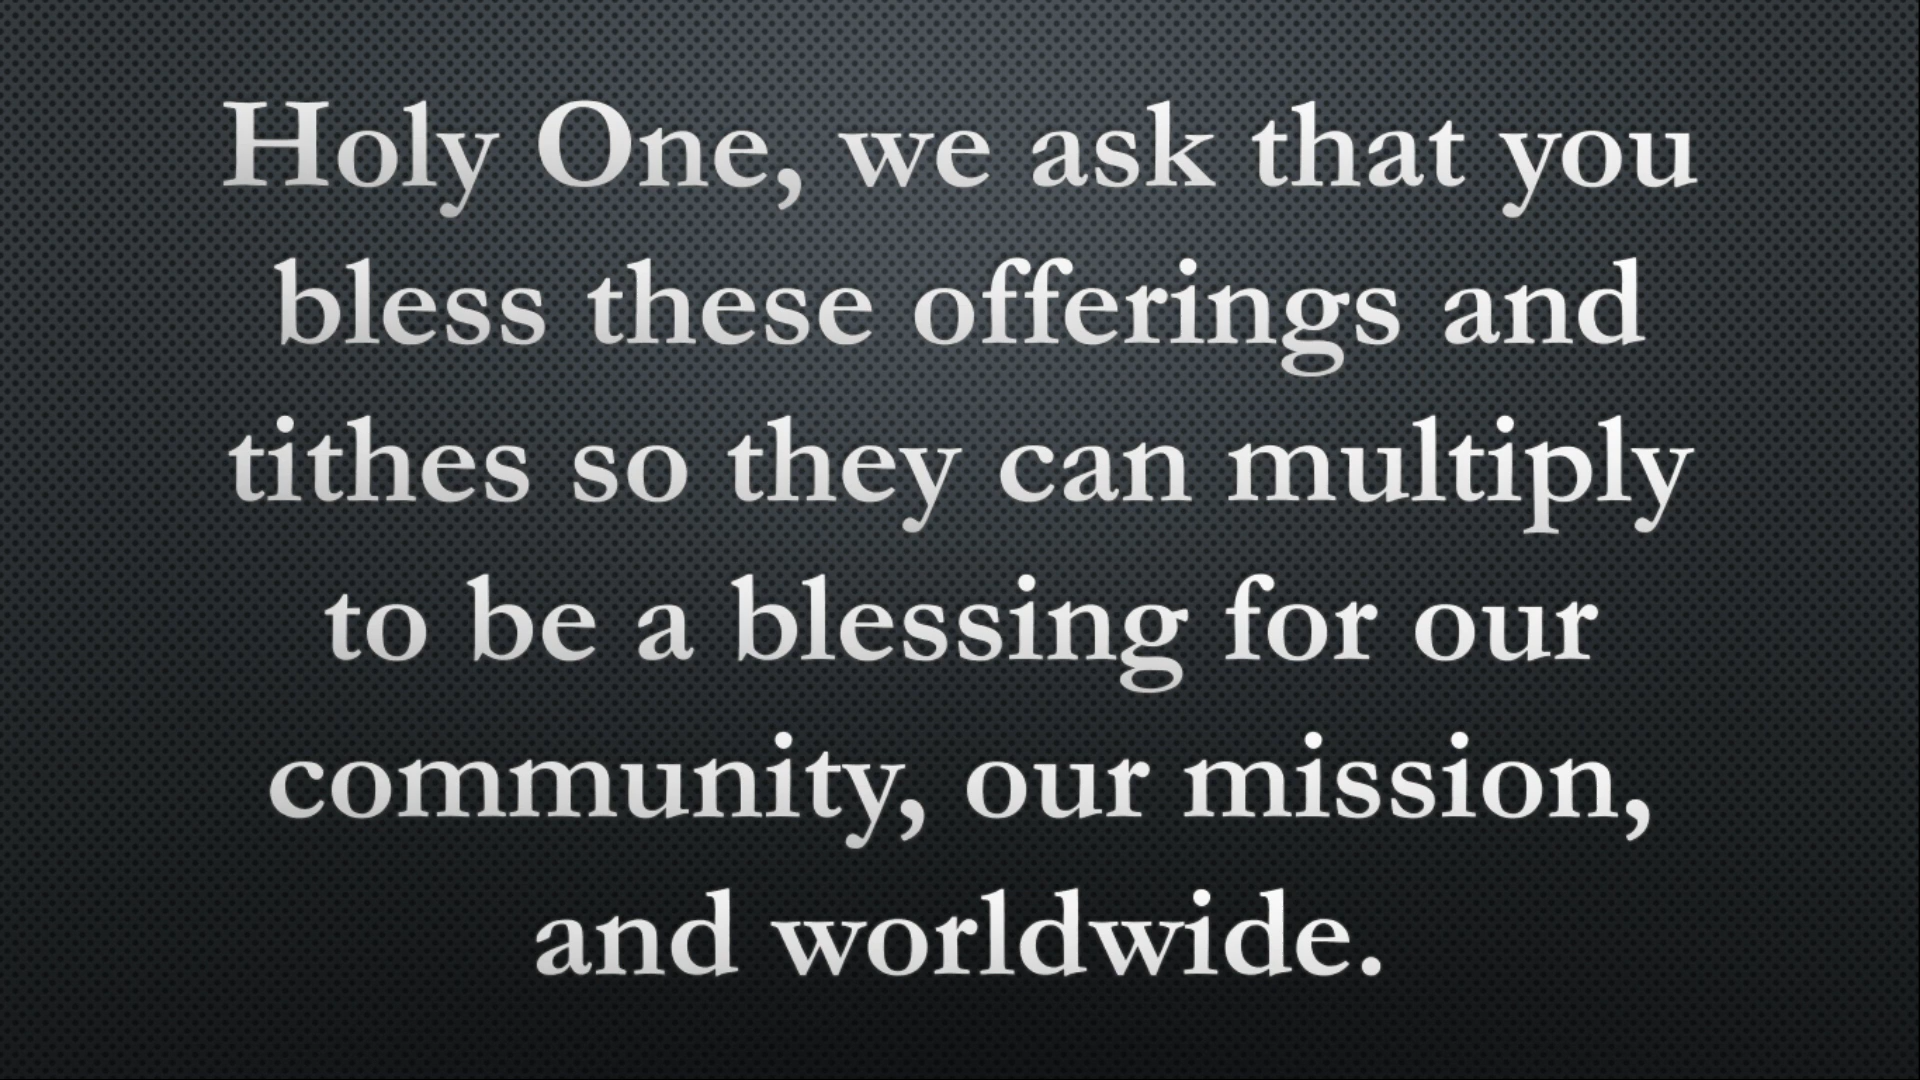 Holy One, we ask that you
bless these offerings and
tithes so they can multiply
to be a blessing for our
community, our mission,
and worldwide.